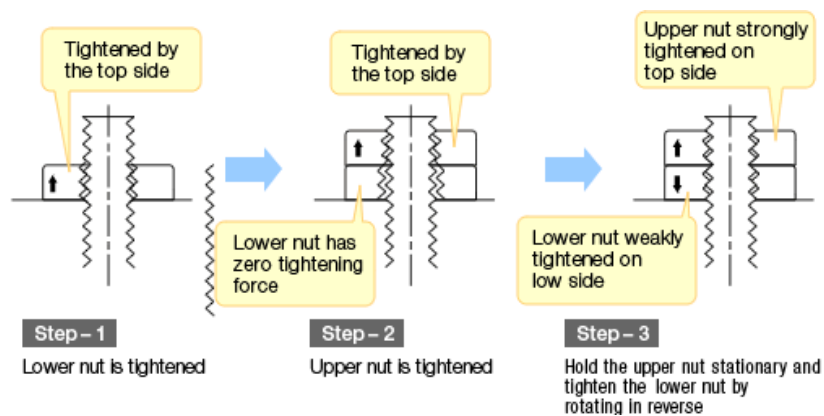 Tightened by
the top side
Tightened by
the top side
Upper nut strongly
tightened on
top side
Lower nut has
zero tightening
force
Lower nut weakly
tightened on
low side
Step – 1
Lower nut is tightened
Step – 2
Upper nut is tightened
Step – 3
Hold the upper nut stationary and
tighten the lower nut by
rotating in reverse